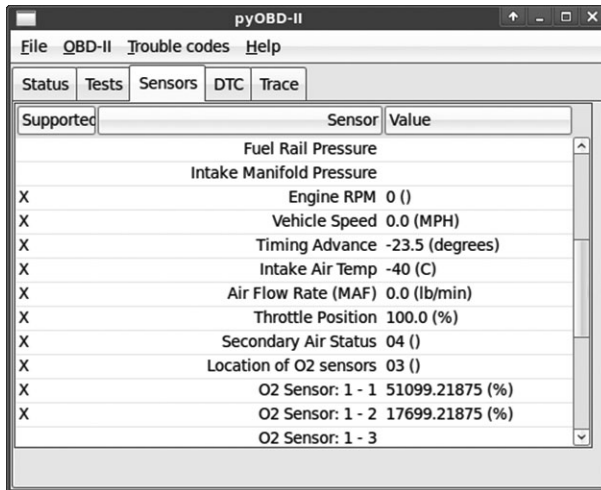 pyOBD-II
File OBD-II Trouble codes Help
Status Tests Sensors DTC Trace
Supported Sensor Value
Fuel Rail Pressure
Intake Manifold Pressure
X Engine RPM 0 ()
X Vehicle Speed 0.0 (MPH)
X Timing Advance -23.5 (degrees)
X Intake Air Temp -40 (C)
X Air Flow Rate (MAF) 0.0 (lb/min)
X Throttle Position 100.0 (%)
X Secondary Air Status 04 ()
X Location of O2 sensors 03 ()
X O2 Sensor: 1 - 1 51099.21875 (%)
X O2 Sensor: 1 - 2 17699.21875 (%)
O2 Sensor: 1 - 3